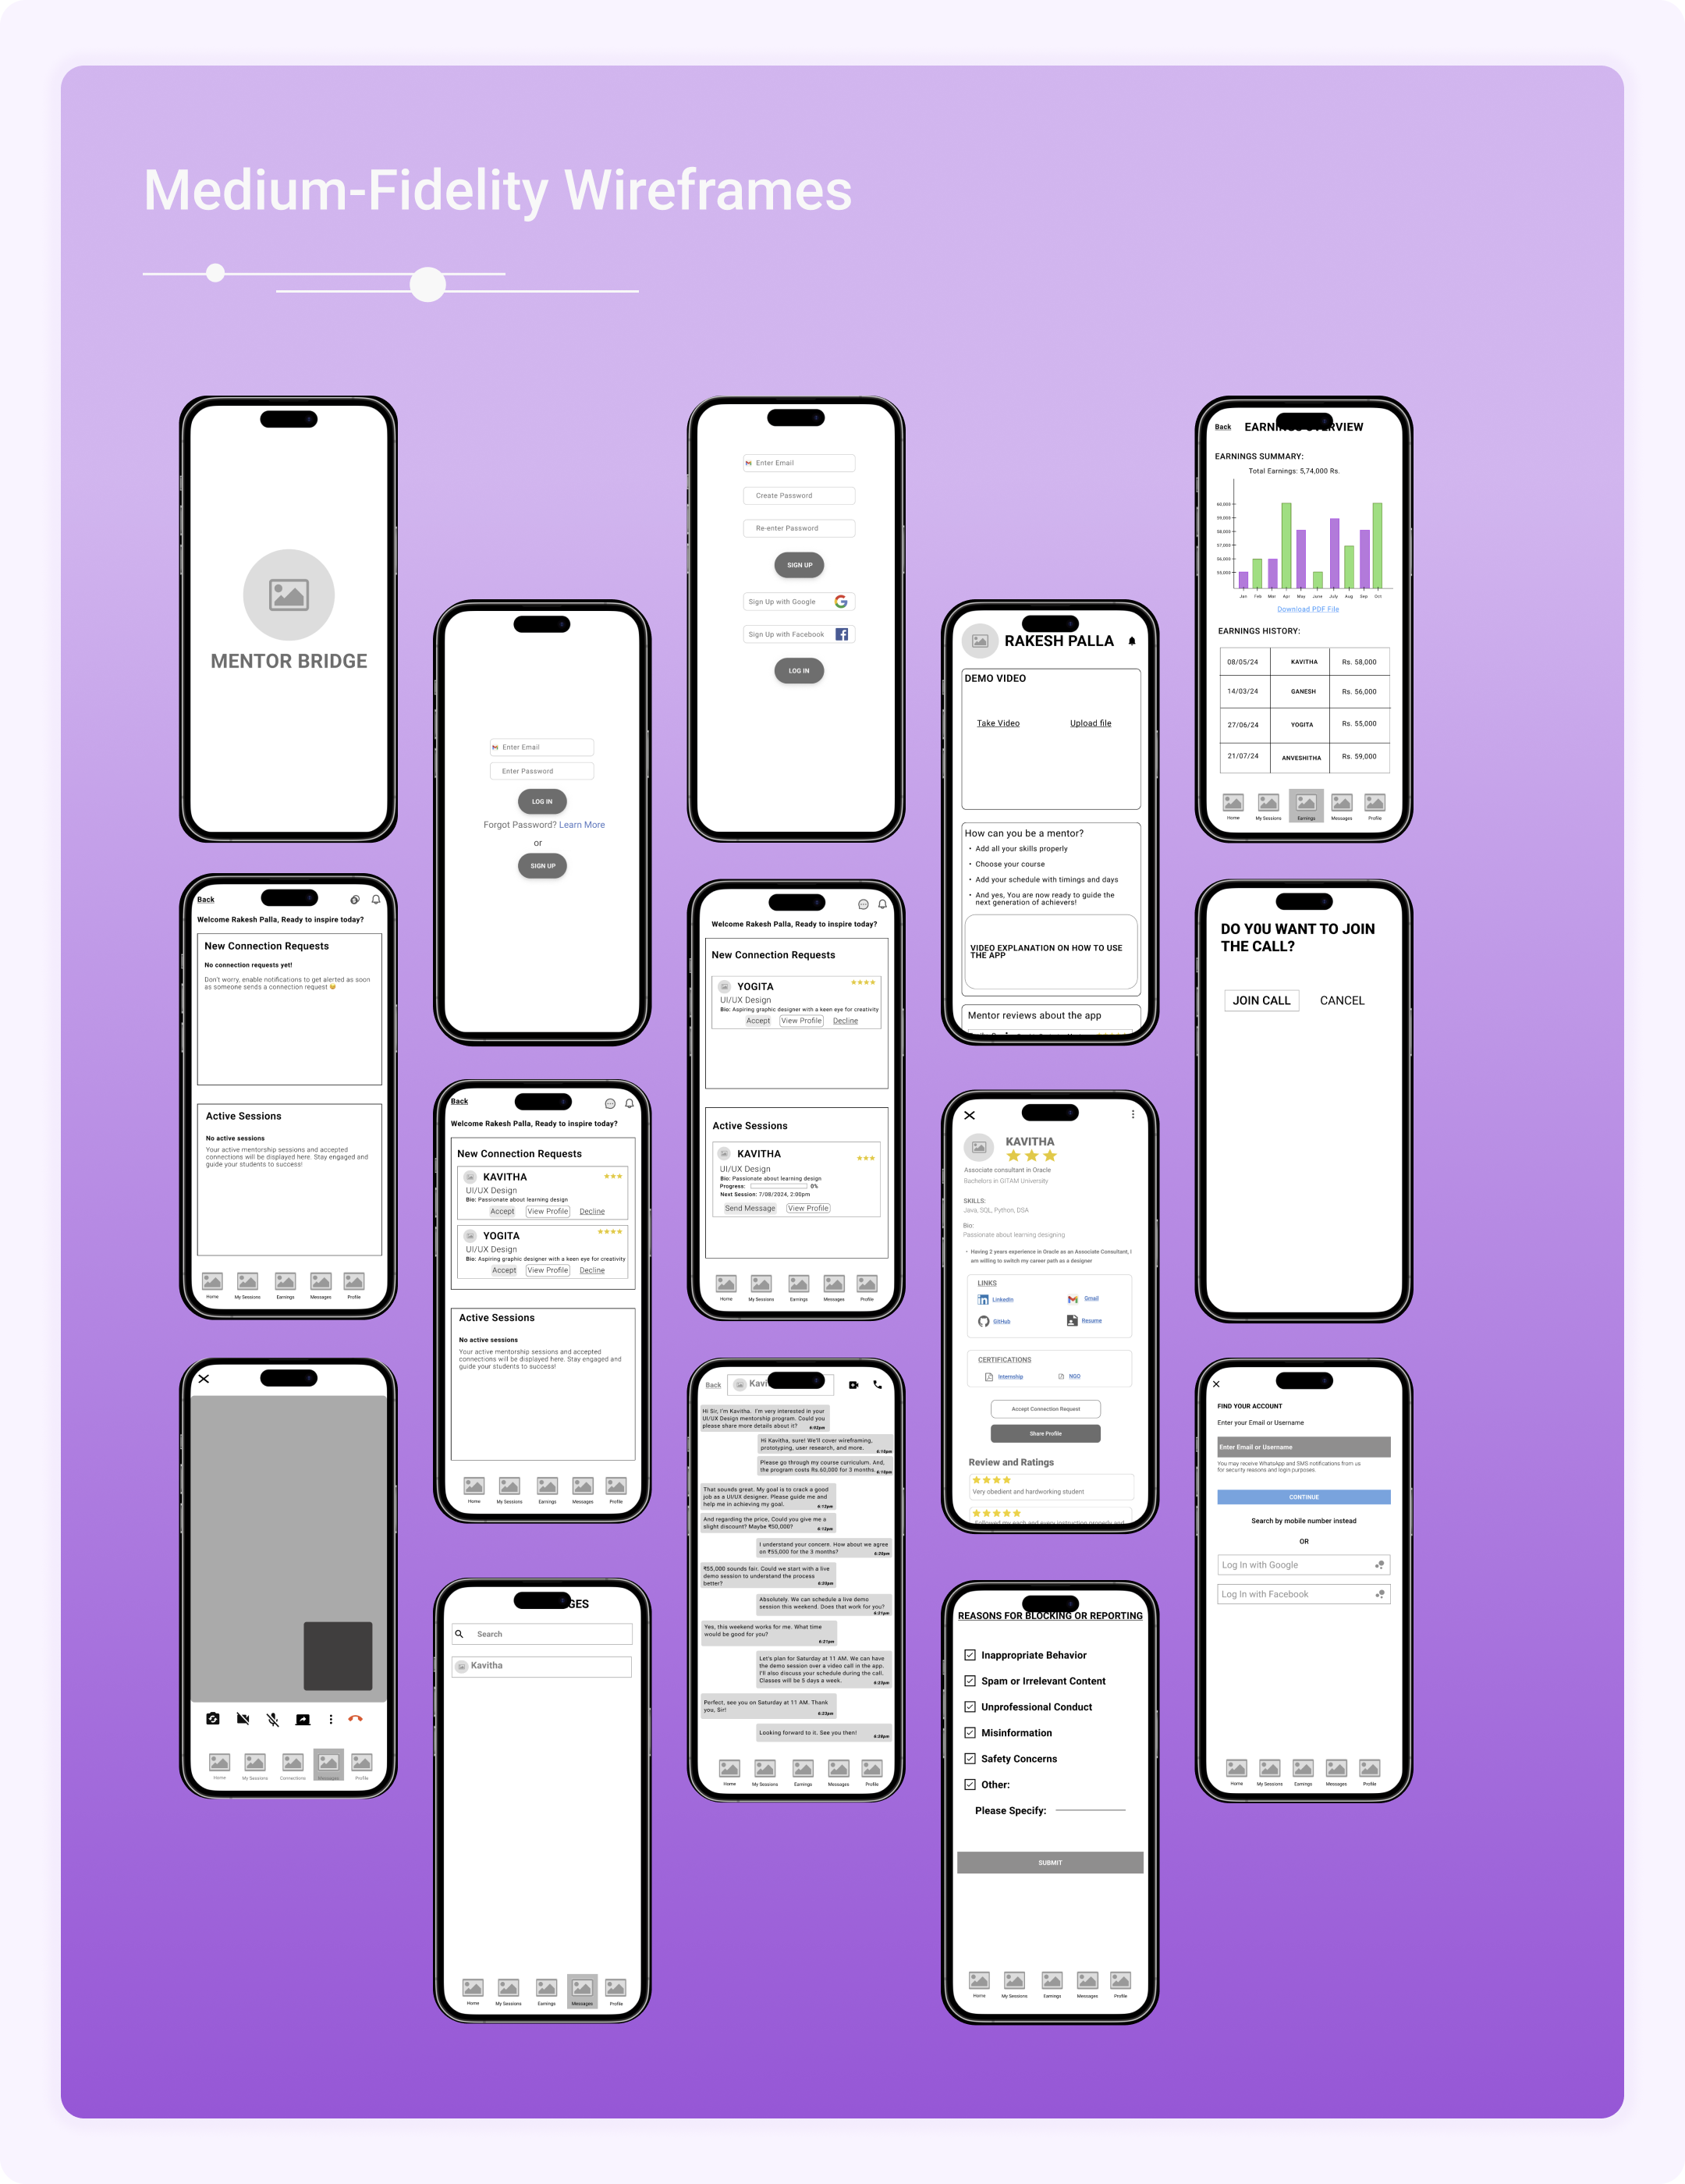 Medium-Fidelity Wireframes
MENTOR BRIDGE
Enter Email
Enter Password
LOG IN
Forgot Password? Learn More
or
SIGN UP
Enter Email
Create Password
Re-enter Password
SIGN UP
Sign Up with Google
Sign Up with Facebook
LOG IN
RAKESH PALLA
DEMO VIDEO
Take Video Upload file
How can you be a mentor?
• Add all your skills properly
• Choose your course
• Add your schedule with timings and days
• And yes, You are now ready to guide the
next generation of achievers!
VIDEO EXPLANATION ON HOW TO USE
THE APP
Mentor reviews about the app
Back
EARNINGS OVERVIEW
EARNINGS SUMMARY:
Total Earnings: 5,74,000 Rs.
60,000
59,000
58,000
57,000
56,000
55,000
Jan Feb Mar Apr May June July Aug Sep Oct
Download PDF File
EARNINGS HISTORY:
08/05/24 KAVITHA Rs. 58,000
14/03/24 GANESH Rs. 56,000
27/06/24 YOGITA Rs. 55,000
21/07/24 ANVESHITHA Rs. 59,000
Home My Sessions Earnings Messages Profile
Back
Welcome Rakesh Palla, Ready to inspire today?
New Connection Requests
No connection requests yet!
Don't worry, enable notifications to get alerted as soon
as someone sends a connection request 😉
Active Sessions
No active sessions
Your active mentorship sessions and accepted
connections will be displayed here. Stay engaged and
guide your students to success!
Home My Sessions Earnings Messages Profile
Back
Welcome Rakesh Palla, Ready to inspire today?
New Connection Requests
KAVITHA
UI/UX Design
Bio: Passionate about learning design
Accept View Profile Decline
YOGITA
UI/UX Design
Bio: Aspiring graphic designer with a keen eye for creativity
Accept View Profile Decline
Active Sessions
No active sessions
Your active mentorship sessions and accepted
connections will be displayed here. Stay engaged and
guide your students to success!
Home My Sessions Earnings Messages Profile
Welcome Rakesh Palla, Ready to inspire today?
New Connection Requests
YOGITA
UI/UX Design
Bio: Aspiring graphic designer with a keen eye for creativity
Accept View Profile Decline
Active Sessions
KAVITHA
UI/UX Design
Bio: Passionate about learning design
Progress: 0%
Next Session: 7/08/2024, 2:00pm
Send Message View Profile
Home My Sessions Earnings Messages Profile
KAVITHA
Associate consultant in Oracle
Bachelors in GITAM University
SKILLS:
Java, SQL, Python, DSA
Bio:
Passionate about learning designing
• Having 2 years experience in Oracle as an Associate Consultant, I
am willing to switch my career path as a designer
LINKS
LinkedIn Gmail
GitHub Resume
CERTIFICATIONS
Internship NGO
Accept Connection Request
Share Profile
Review and Ratings
Very obedient and hardworking student
Followed my each and every instruction properly and
DO Y0U WANT TO JOIN
THE CALL?
JOIN CALL CANCEL
Home My Sessions Connections Messages Profile
GES
Search
Kavitha
Home My Sessions Earnings Messages Profile
Back
Kavi
Hi Sir, I'm Kavitha. I'm very interested in your
UI/UX Design mentorship program. Could you
please share more details about it?
6:02pm
Hi Kavitha, sure! We'll cover wireframing,
prototyping, user research, and more.
6:10pm
Please go through my course curriculum. And,
the program costs Rs.60,000 for 3 months
6:10pm
That sounds great. My goal is to crack a good
job as a UI/UX designer. Please guide me and
help me in achieving my goal.
6:12pm
And regarding the price, Could you give me a
slight discount? Maybe ₹50,000?
6:12pm
I understand your concern. How about we agree
on ₹55,000 for the 3 months?
6:20pm
₹55,000 sounds fair. Could we start with a live
demo session to understand the process
better?
6:20pm
Absolutely. We can schedule a live demo
session this weekend. Does that work for you?
6:21pm
Yes, this weekend works for me. What time
would be good for you?
6:21pm
Let's plan for Saturday at 11 AM. We can have
the demo session over a video call in the app.
I'll also discuss your schedule during the call.
Classes will be 5 days a week.
6:23pm
Perfect, see you on Saturday at 11 AM. Thank
you, Sir!
6:23pm
Looking forward to it. See you then!
6:26pm
Home My Sessions Earnings Messages Profile
REASONS FOR BLOCKING OR REPORTING
Inappropriate Behavior
Spam or Irrelevant Content
Unprofessional Conduct
Misinformation
Safety Concerns
Other:
Please Specify:
SUBMIT
Home My Sessions Earnings Messages Profile
FIND YOUR ACCOUNT
Enter your Email or Username
Enter Email or Username
You may receive WhatsApp and SMS notifications from us
for security reasons and login purposes.
CONTINUE
Search by mobile number instead
OR
Log In with Google
Log In with Facebook
Home My Sessions Earnings Messages Profile